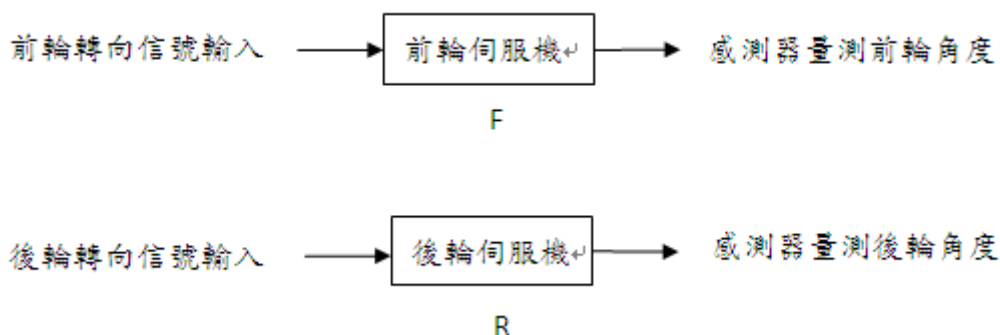 前輪轉向信號輸入 前輪伺服機↵ 感測器量測前輪角度
F
後輪轉向信號輸入 後輪伺服機↵ 感測器量測後輪角度
R